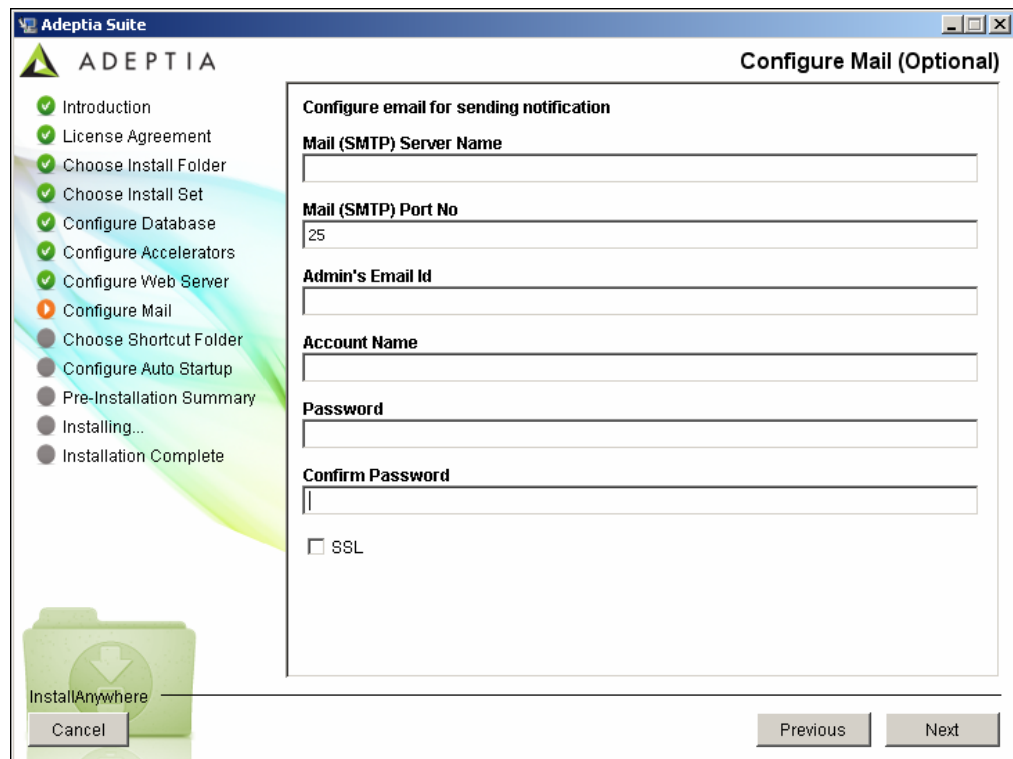 Adeptia Suite
ADEPTIA
Configure Mail (Optional)
Introduction
License Agreement
Choose Install Folder
Choose Install Set
Configure Database
Configure Accelerators
Configure Web Server
Configure Mail
Choose Shortcut Folder
Configure Auto Startup
Pre-Installation Summary
Installing...
Installation Complete
Configure email for sending notification
Mail (SMTP) Server Name
Mail (SMTP) Port No
25
Admin's Email Id
Account Name
Password
Confirm Password
SSL
InstallAnywhere
Cancel
Previous
Next